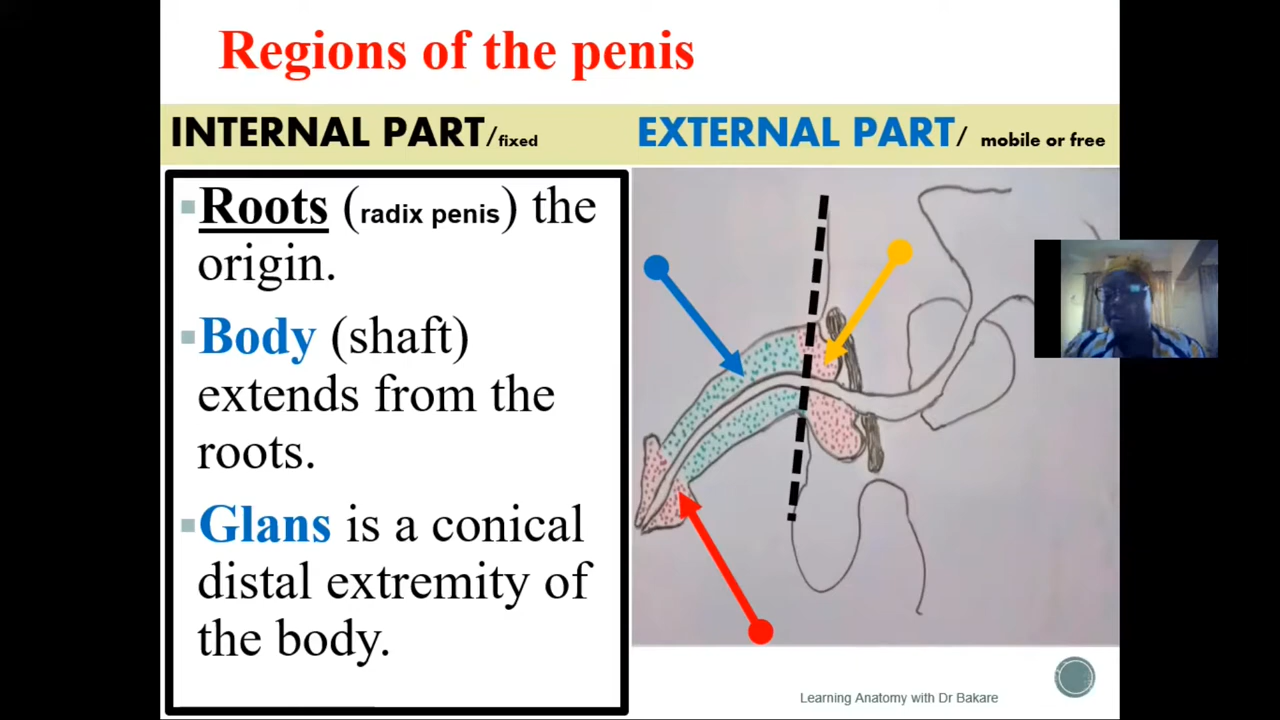 Regions of the penis
INTERNAL PART/fixed
EXTERNAL PART/ mobile or free
Roots (radix penis) the
origin.
Body (shaft)
extends from the
roots.
Glans is a conical
distal extremity of
the body.
Learning Anatomy with Dr Bakare